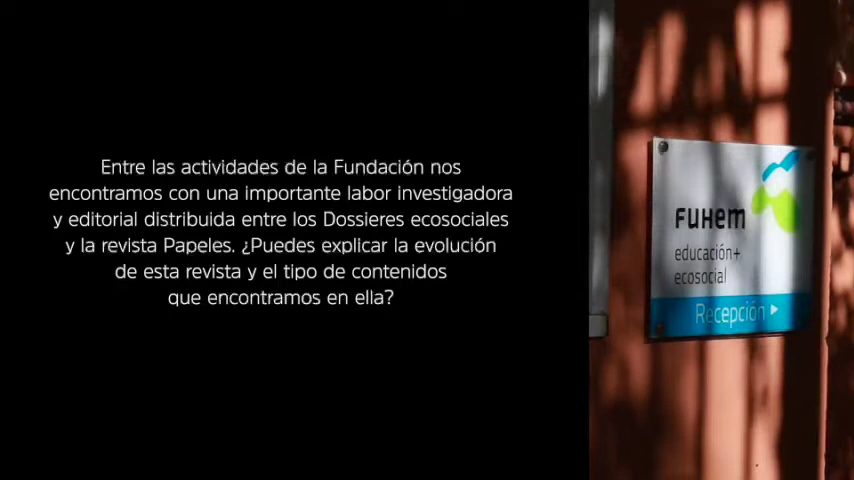 Entre las actividades de la Fundación nos
encontramos con una importante labor investigadora
y editorial distribuida entre los Dossieres ecosociales
y la revista Papeles. ¿Puedes explicar la evolución
de esta revista y el tipo de contenidos
que encontramos en ella?
FUHem
educación+
ecosocial
Recepción